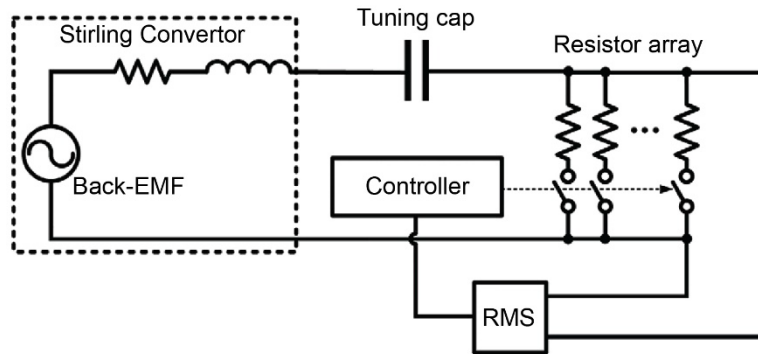 Tuning cap
Stirling Convertor
Resistor array
Back-EMF
Controller
RMS